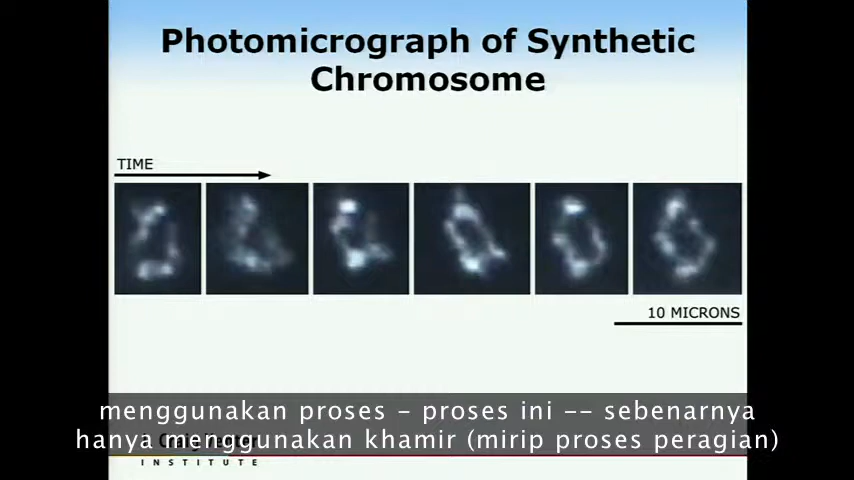 Photomicrograph of Synthetic
Chromosome
TIME
10 MICRONS
menggunakan proses – proses ini -- sebenarnya
hanya menggunakan khamir (mirip proses peragian)
INSTITUTE